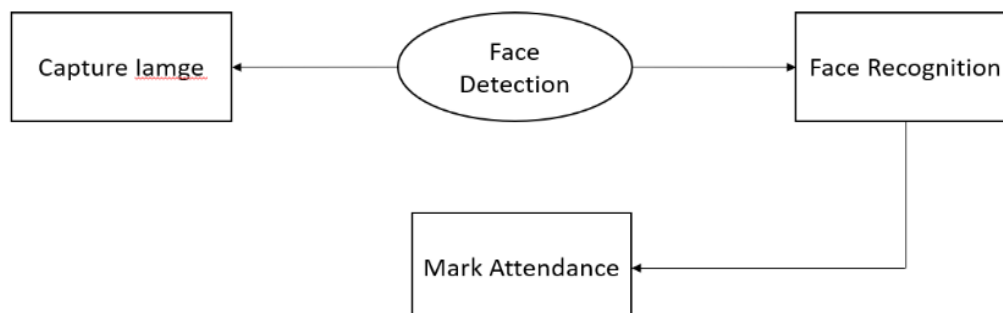 Capture Iamge
Face
Detection
Face Recognition
Mark Attendance